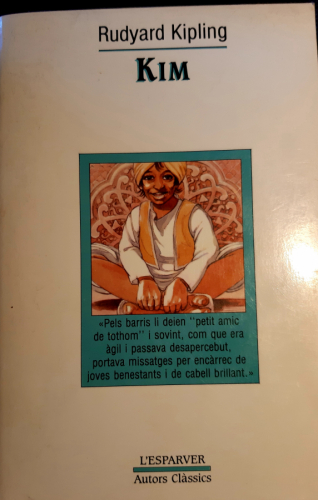 Rudyard Kipling
KIM
«Pels barris li deien ''petit amic
de tothom'' i sovint, com que era
àgil i passava desapercebut,
portava missatges per encàrrec de
joves benestants i de cabell brillant.»
L'ESPARVER
Autors Clàssics